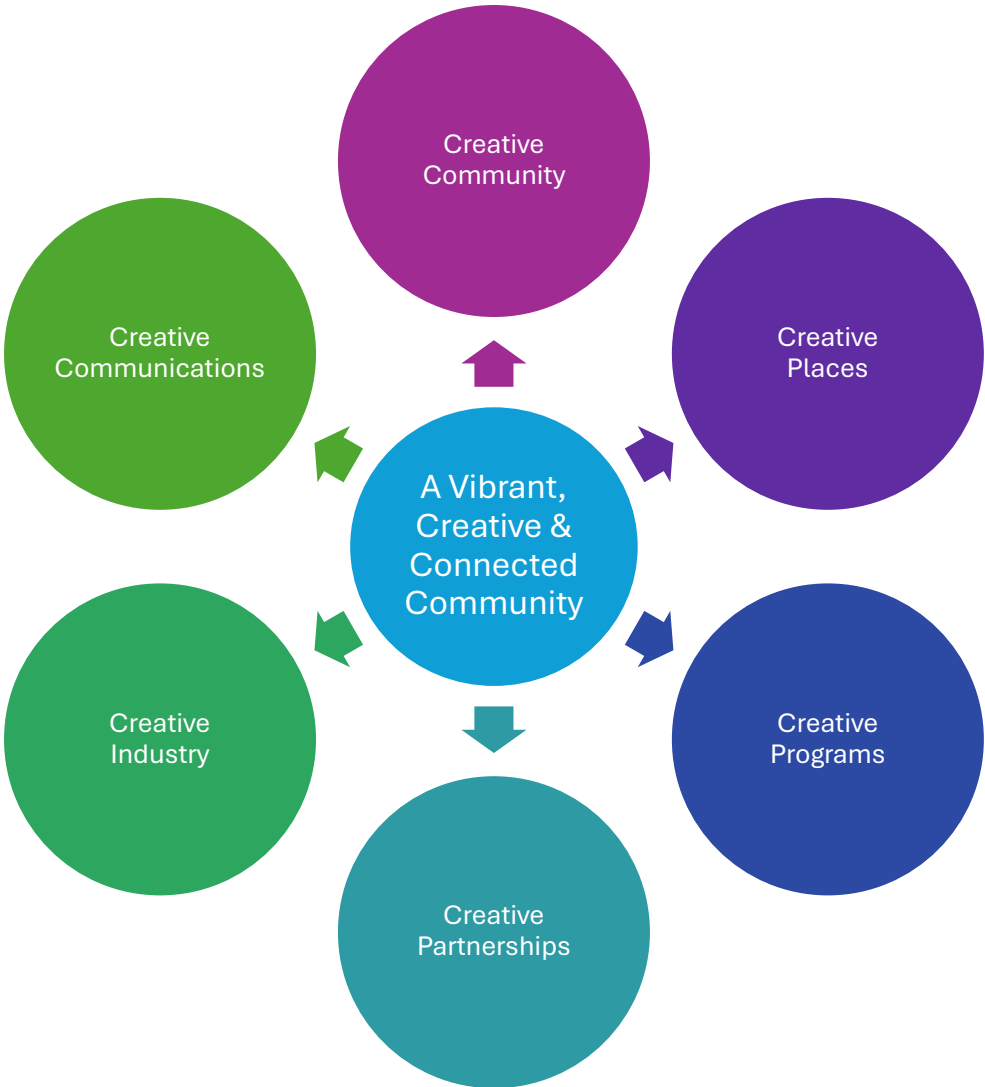 Creative
Community
Creative
Communications
Creative
Places
A Vibrant,
Creative &
Connected
Community
Creative
Industry
Creative
Programs
Creative
Partnerships